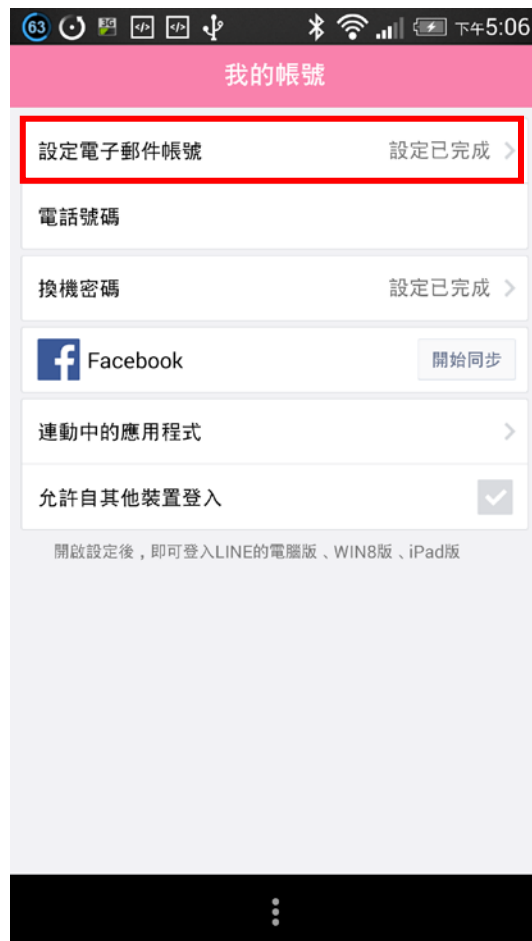 63 3G </> </> 下午5:06
我的帳號
設定電子郵件帳號 設定已完成
電話號碼
換機密碼 設定已完成
f Facebook 開始同步
連動中的應用程式
允許自其他裝置登入
開啟設定後，即可登入LINE的電腦版、WIN8版、iPad版